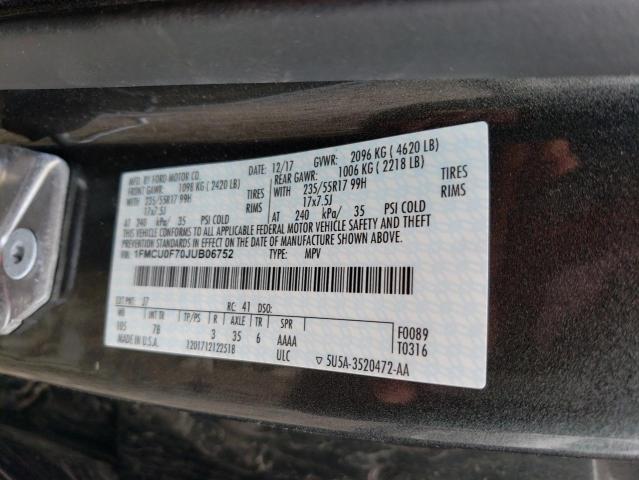 MFD. BY FORD MOTOR CO. DATE: 12/17 GVWR: 2096 KG ( 4620 LB)
FRONT GAWR: 1098 KG ( 2420 LB) REAR GAWR: 1006 KG ( 2218 LB)
WITH 235/55R17 99H TIRES WITH 235/55R17 99H TIRES
17x7.5J RIMS 17x7.5J RIMS
AT 240 kPa/ 35 PSI COLD AT 240 kPa/ 35 PSI COLD
THIS VEHICLE CONFORMS TO ALL APPLICABLE FEDERAL MOTOR VEHICLE SAFETY AND THEFT
PREVENTION STANDARDS IN EFFECT ON THE DATE OF MANUFACTURE SHOWN ABOVE.
VIN: 1FMCU0F70JUB06752 TYPE: MPV
EXT PNT: J7 RC: 41 DSO:
WB INT TR TP/PS R AXLE TR SPR
105 7B 3 35 6 AAAA F0089
MADE IN U.S.A. 1201712122518 ULC T0316
5U5A-3520472-AA